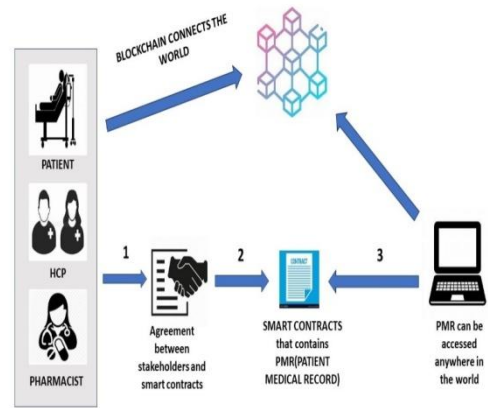 BLOCKCHAIN CONNECTS THE
WORLD
PATIENT
HCP
PHARMACIST
1
2
3
Agreement
between
stakeholders and
smart contracts
CONTRACT
SMART CONTRACTS
that contains
PMR(PATIENT
MEDICAL RECORD)
PMR can be
accessed
anywhere in
the world